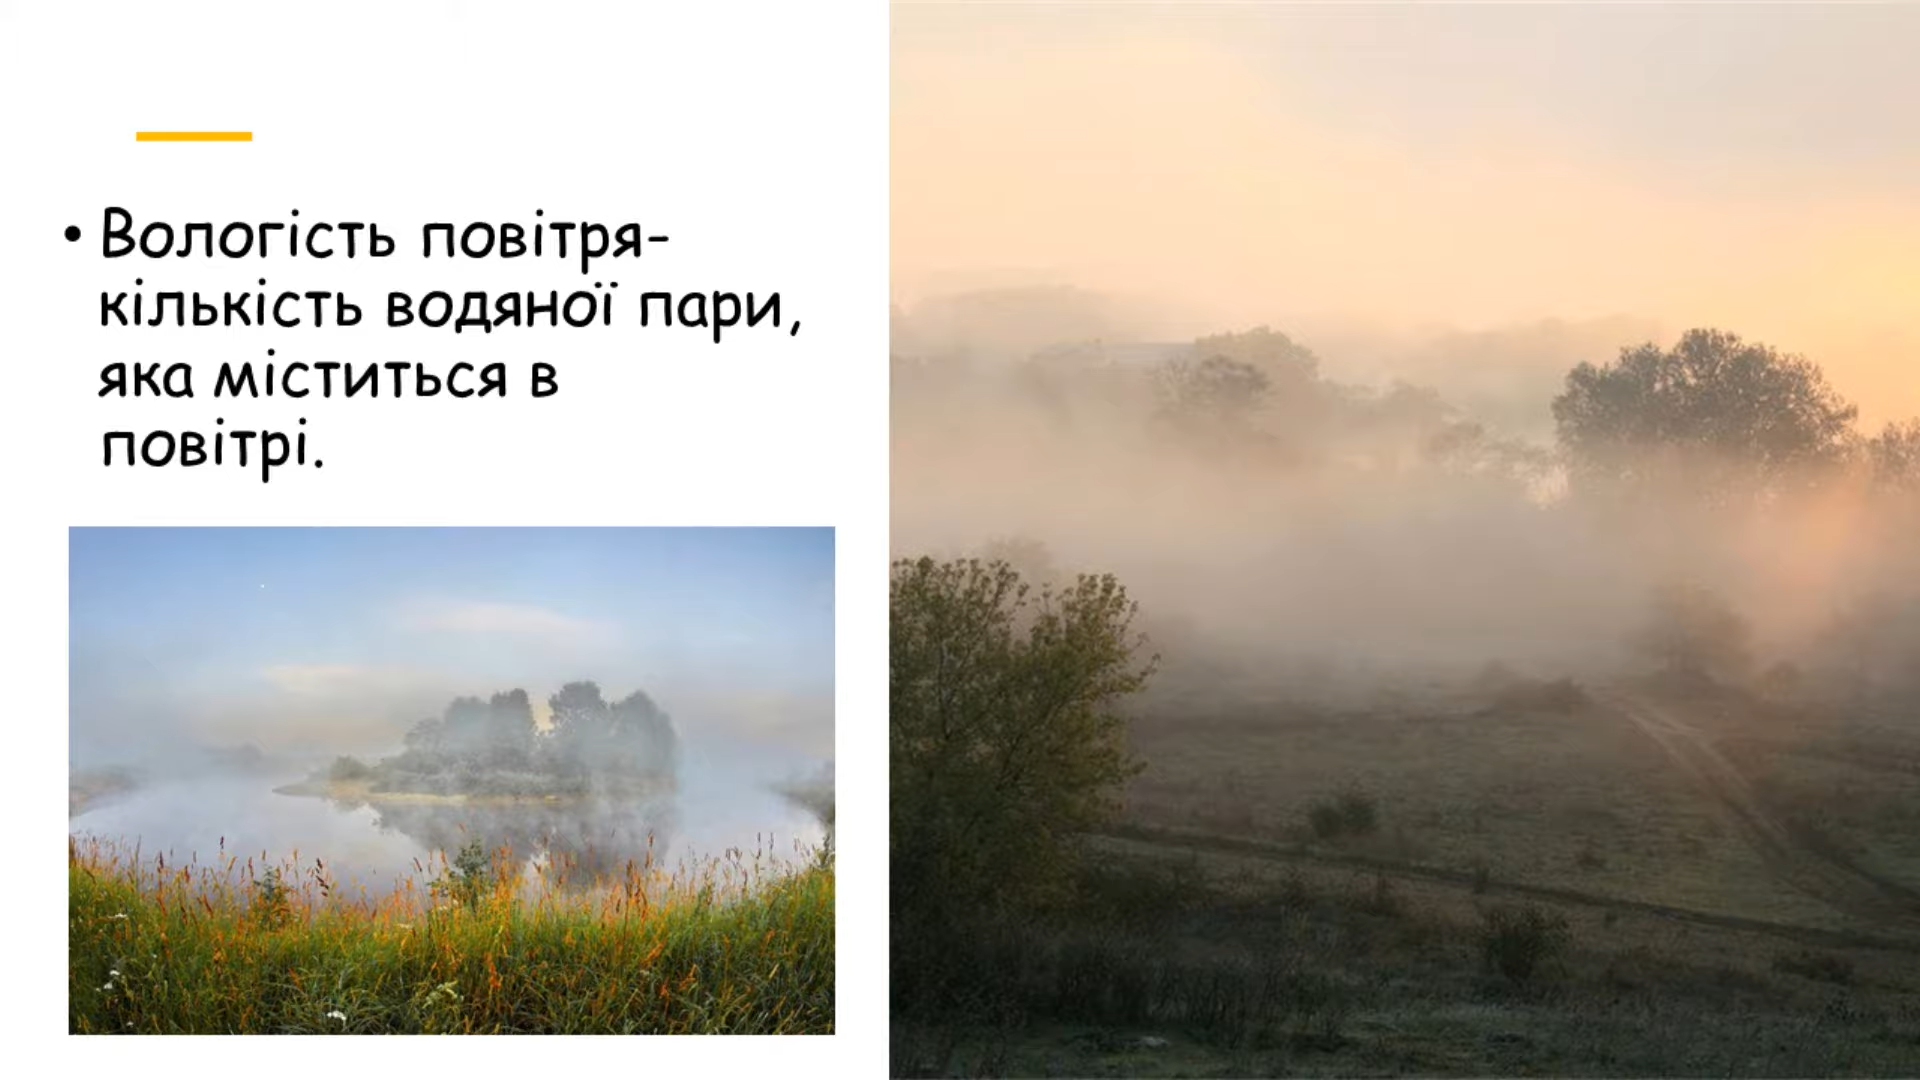 • Вологість повітря-
кількість водяної пари,
яка міститься в
повітрі.